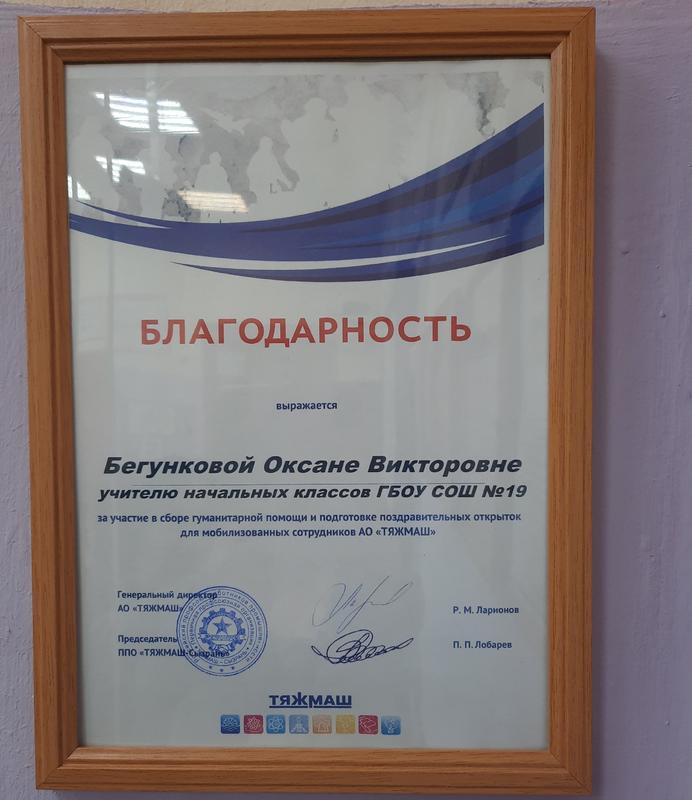 БЛАГОДАРНОСТЬ
выражается
Бегунковой Оксане Викторовне
учителю начальных классов ГБОУ СОШ №19
за участие в сборе гуманитарной помощи и подготовке поздравительных открыток
для мобилизованных сотрудников АО «ТЯЖМАШ»
Генеральный директор
АО «ТЯЖМАШ»
Р. М. Ларионов
Председатель
ППО «ТЯЖМАШ-Сызрань»
П. П. Лобарев
ТЯЖМАШ